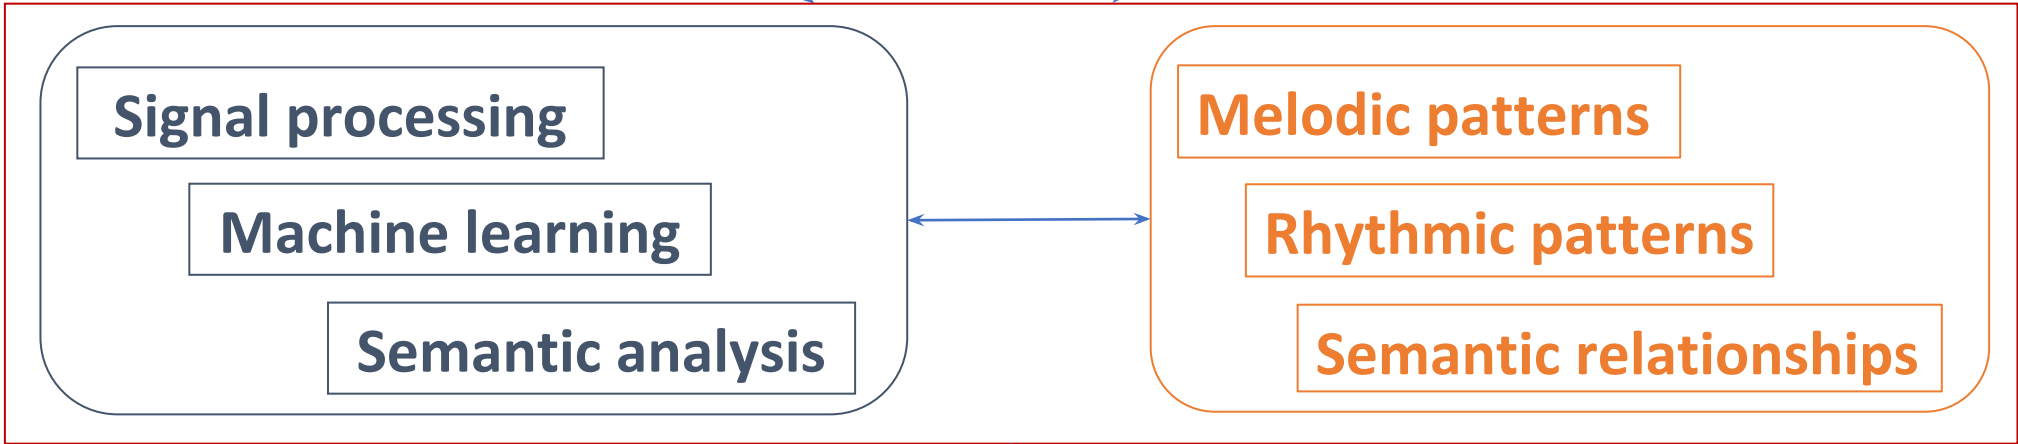 Signal processing
Machine learning
Semantic analysis
Melodic patterns
Rhythmic patterns
Semantic relationships